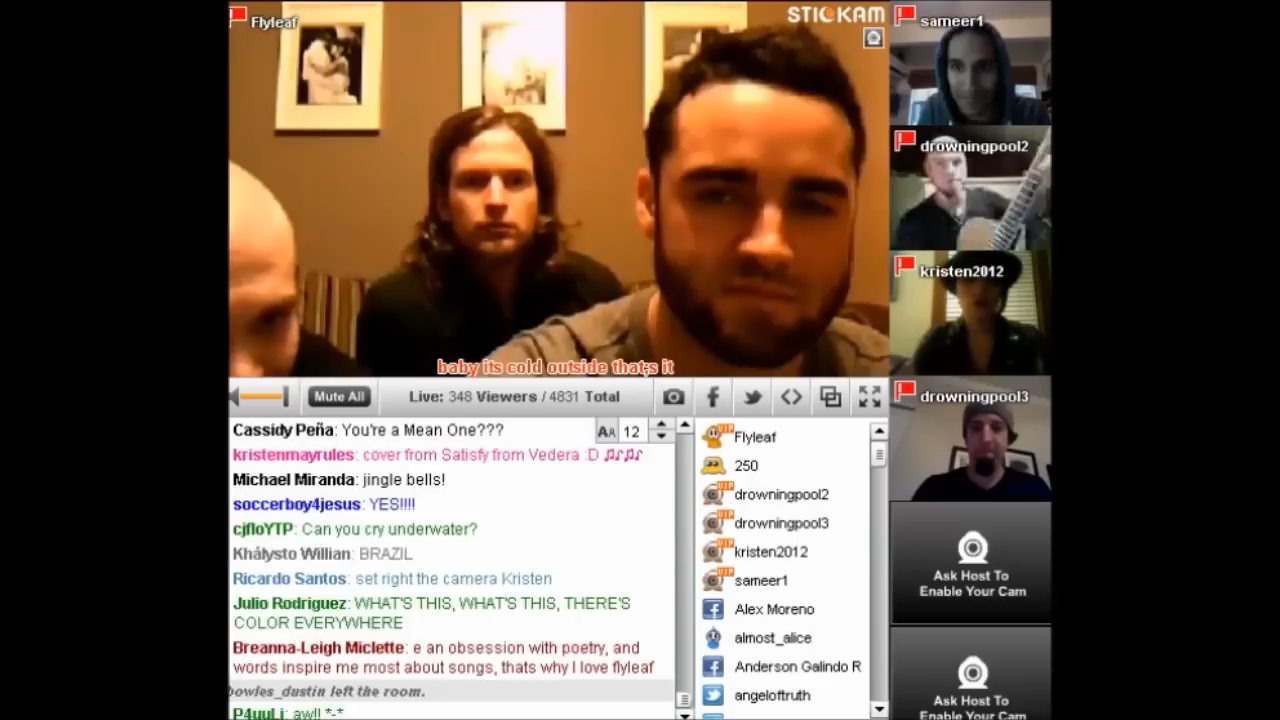 Flyleaf
STICKAM
sameer1
drowningpool2
kristen2012
drowningpool3
baby its cold outside that's it
Mute All
Live: 348 Viewers / 4831 Total
AA 12
Cassidy Peña: You're a Mean One???
kristenmayrules: cover from Satisfy from Vedera :D ♫♪♫♪
Michael Miranda: jingle bells!
soccerboy4jesus: YES!!!!
cjfloYTP: Can you cry underwater?
Khálysto Willian: BRAZIL
Ricardo Santos: set right the camera Kristen
Julio Rodriguez: WHAT'S THIS, WHAT'S THIS, THERE'S
COLOR EVERYWHERE
Breanna-Leigh Miclette: e an obsession with poetry, and
words inspire me most about songs, thats why I love flyleaf
bowles_dustin left the room.
P4uuLi: aw!! *-*
VIP Flyleaf
250
VIP drowningpool2
VIP drowningpool3
VIP kristen2012
VIP sameer1
Alex Moreno
almost_alice
Anderson Galindo R
angeloftruth
Ask Host To
Enable Your Cam
Ask Host To
Enable Your Cam